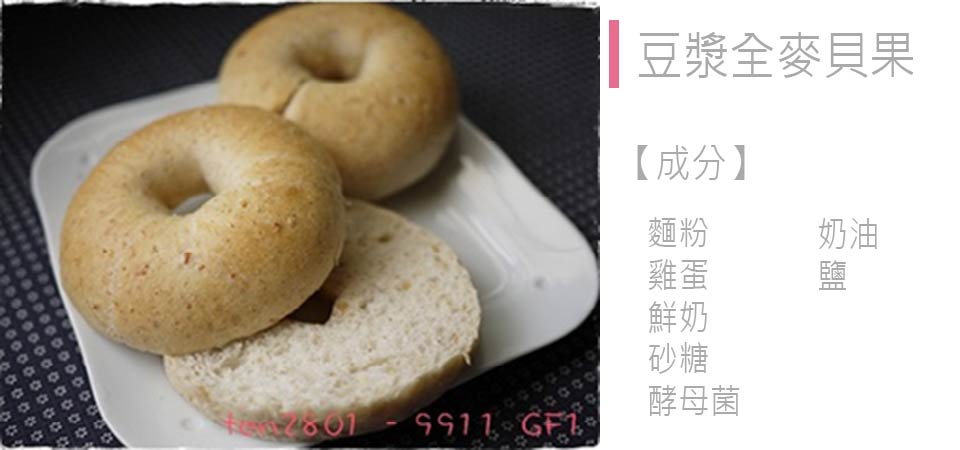 豆漿全麥貝果
【成分】
麵粉
雞蛋
鮮奶
砂糖
酵母菌
奶油
鹽
ten2801 - 9911 GF1